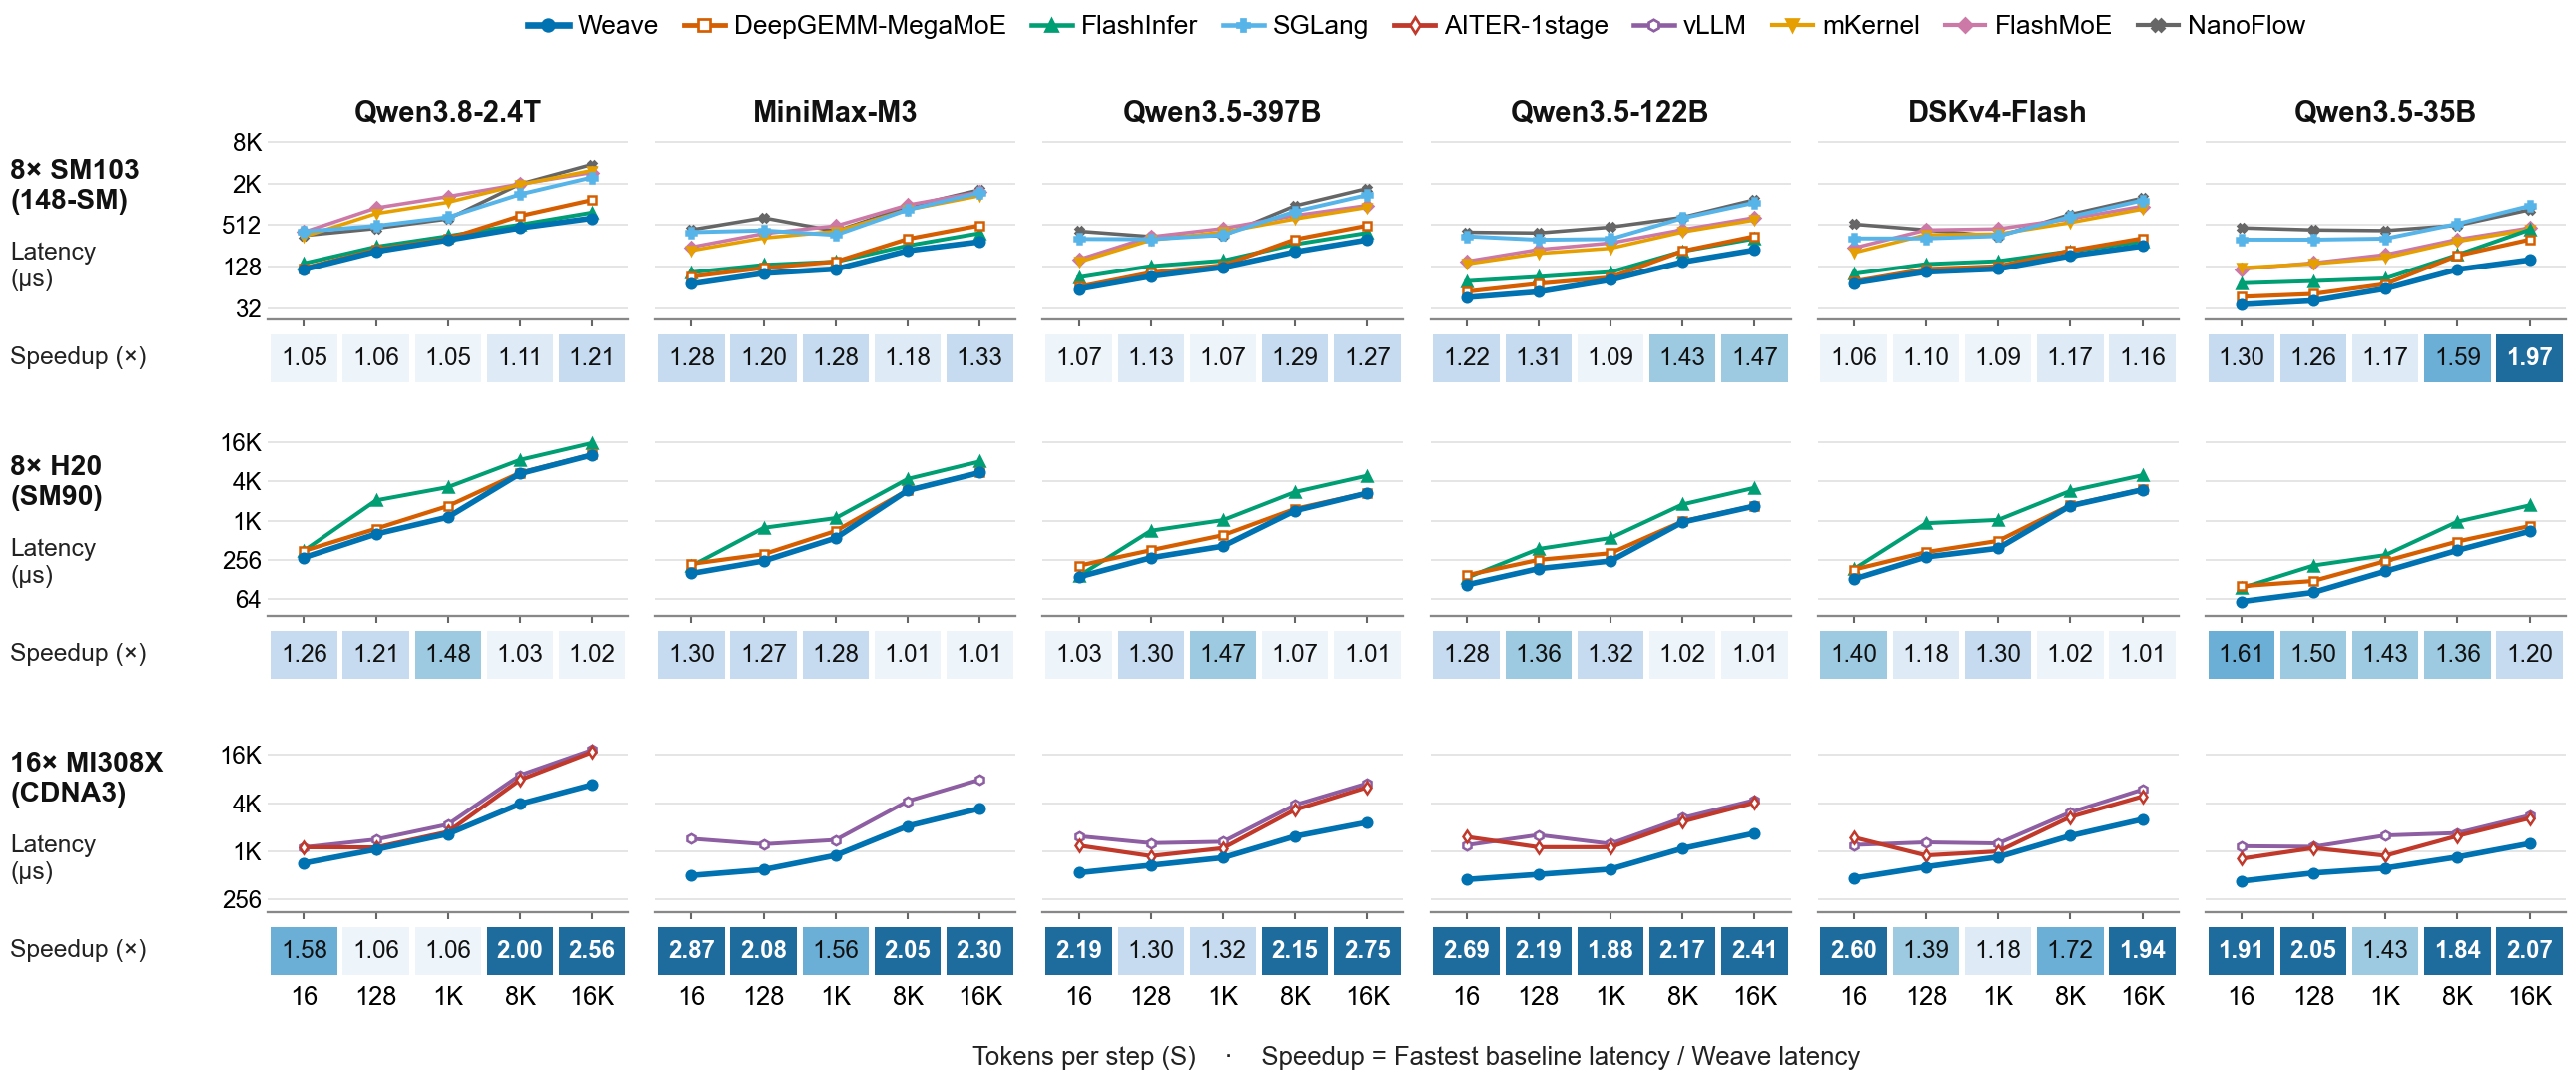 Weave DeepGEMM-MegaMoE FlashInfer SGLang AITER-1stage vLLM mKernel FlashMoE NanoFlow
Qwen3.8-2.4T MiniMax-M3 Qwen3.5-397B Qwen3.5-122B DSKv4-Flash Qwen3.5-35B
8× SM103
(148-SM)
Latency
(μs)
8K
2K
512
128
32
Speedup (×) 1.05 1.06 1.05 1.11 1.21 1.28 1.20 1.28 1.18 1.33 1.07 1.13 1.07 1.29 1.27 1.22 1.31 1.09 1.43 1.47 1.06 1.10 1.09 1.17 1.16 1.30 1.26 1.17 1.59 1.97
8× H20
(SM90)
Latency
(μs)
16K
4K
1K
256
64
Speedup (×) 1.26 1.21 1.48 1.03 1.02 1.30 1.27 1.28 1.01 1.01 1.03 1.30 1.47 1.07 1.01 1.28 1.36 1.32 1.02 1.01 1.40 1.18 1.30 1.02 1.01 1.61 1.50 1.43 1.36 1.20
16× MI308X
(CDNA3)
Latency
(μs)
16K
4K
1K
256
Speedup (×) 1.58 1.06 1.06 2.00 2.56 2.87 2.08 1.56 2.05 2.30 2.19 1.30 1.32 2.15 2.75 2.69 2.19 1.88 2.17 2.41 2.60 1.39 1.18 1.72 1.94 1.91 2.05 1.43 1.84 2.07
16 128 1K 8K 16K 16 128 1K 8K 16K 16 128 1K 8K 16K 16 128 1K 8K 16K 16 128 1K 8K 16K 16 128 1K 8K 16K
Tokens per step (S) · Speedup = Fastest baseline latency / Weave latency